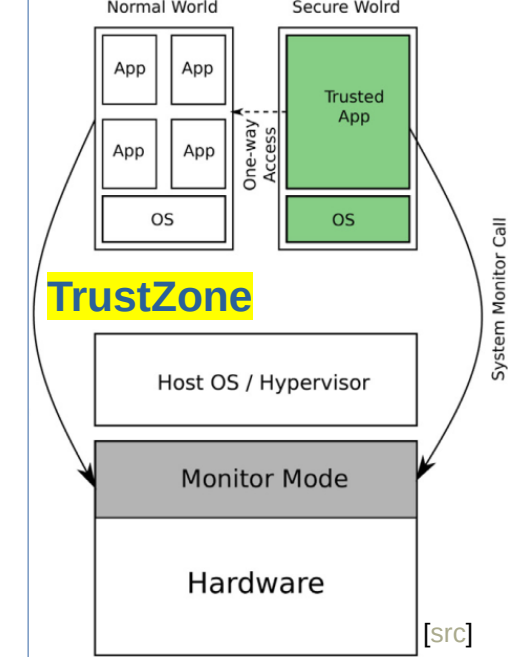 Normal World
Secure Wolrd
App
App
Trusted
App
One-way
Access
App
App
OS
OS
System Monitor Call
TrustZone
Host OS / Hypervisor
Monitor Mode
Hardware
[src]